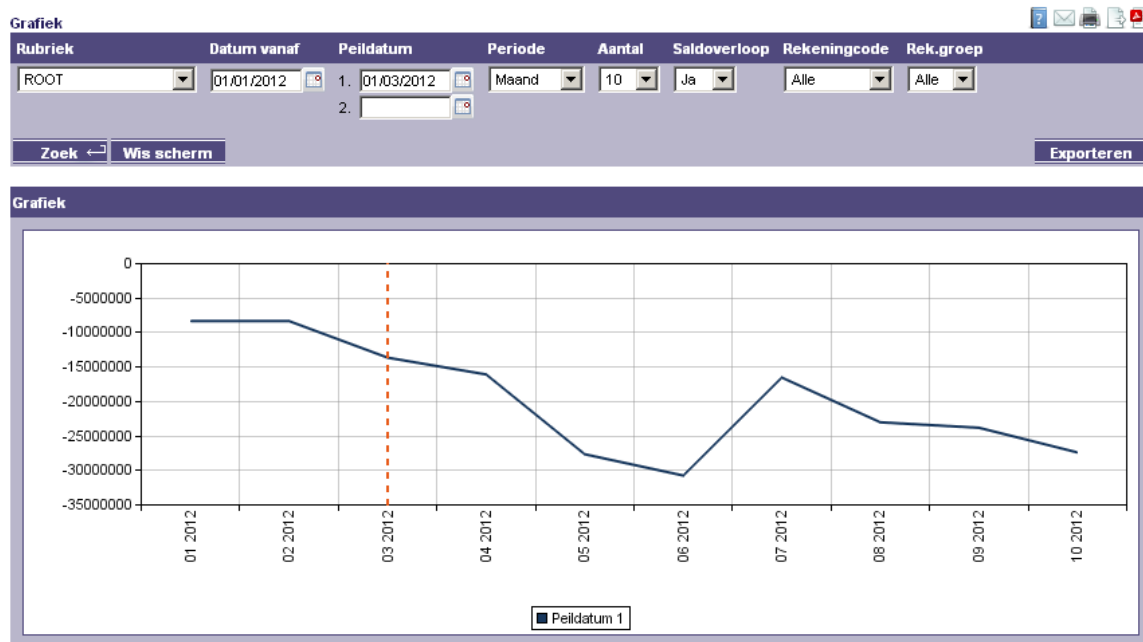 Grafiek
?
Rubriek Datum vanaf Peildatum Periode Aantal Saldoverloop Rekeningcode Rek.groep
ROOT 01/01/2012 1. 01/03/2012 Maand 10 Ja Alle Alle
2.
Zoek Wis scherm Exporteren
Grafiek
0
-5000000
-10000000
-15000000
-20000000
-25000000
-30000000
-35000000
01 2012 02 2012 03 2012 04 2012 05 2012 06 2012 07 2012 08 2012 09 2012 10 2012
Peildatum 1